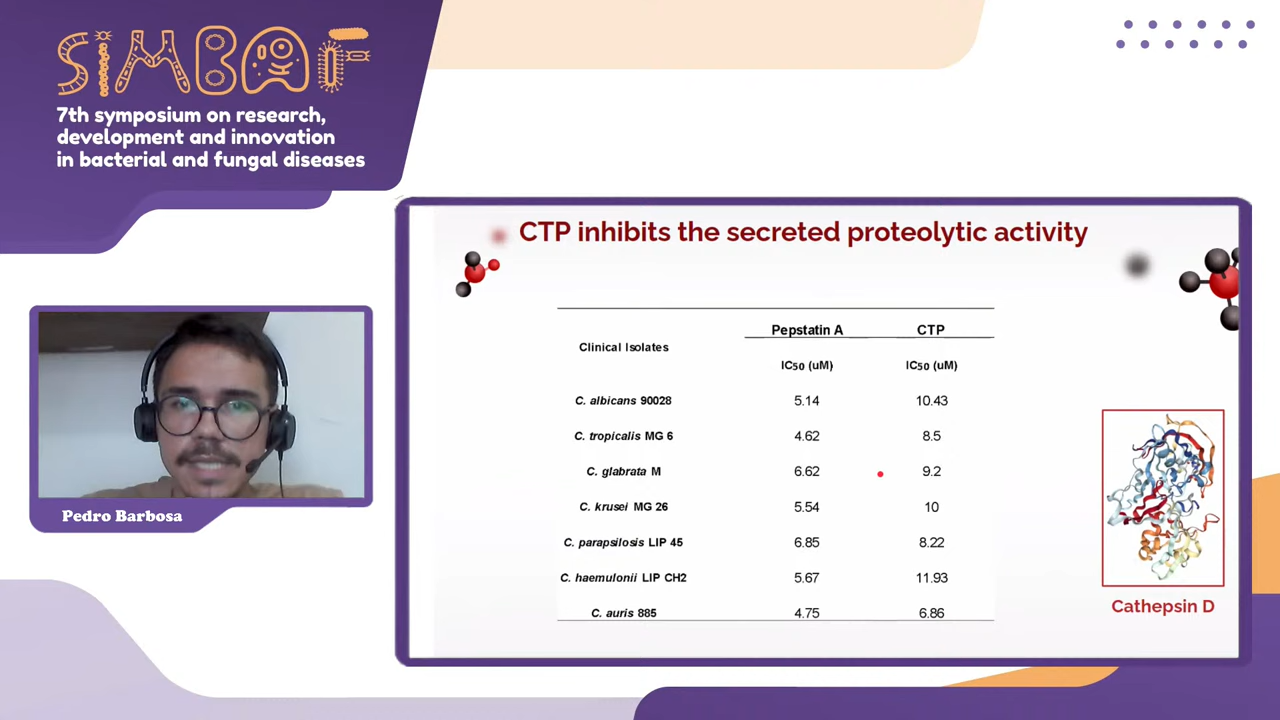 SIMBAF
7th symposium on research,
development and innovation
in bacterial and fungal diseases
CTP inhibits the secreted proteolytic activity
Clinical Isolates
Pepstatin A CTP
IC50 (uM) IC50 (uM)
C. albicans 90028 5.14 10.43
C. tropicalis MG 6 4.62 8.5
C. glabrata M 6.62 9.2
C. krusei MG 26 5.54 10
C. parapsilosis LIP 45 6.85 8.22
C. haemulonii LIP CH2 5.67 11.93
C. auris 885 4.75 6.86
Cathepsin D
Pedro Barbosa